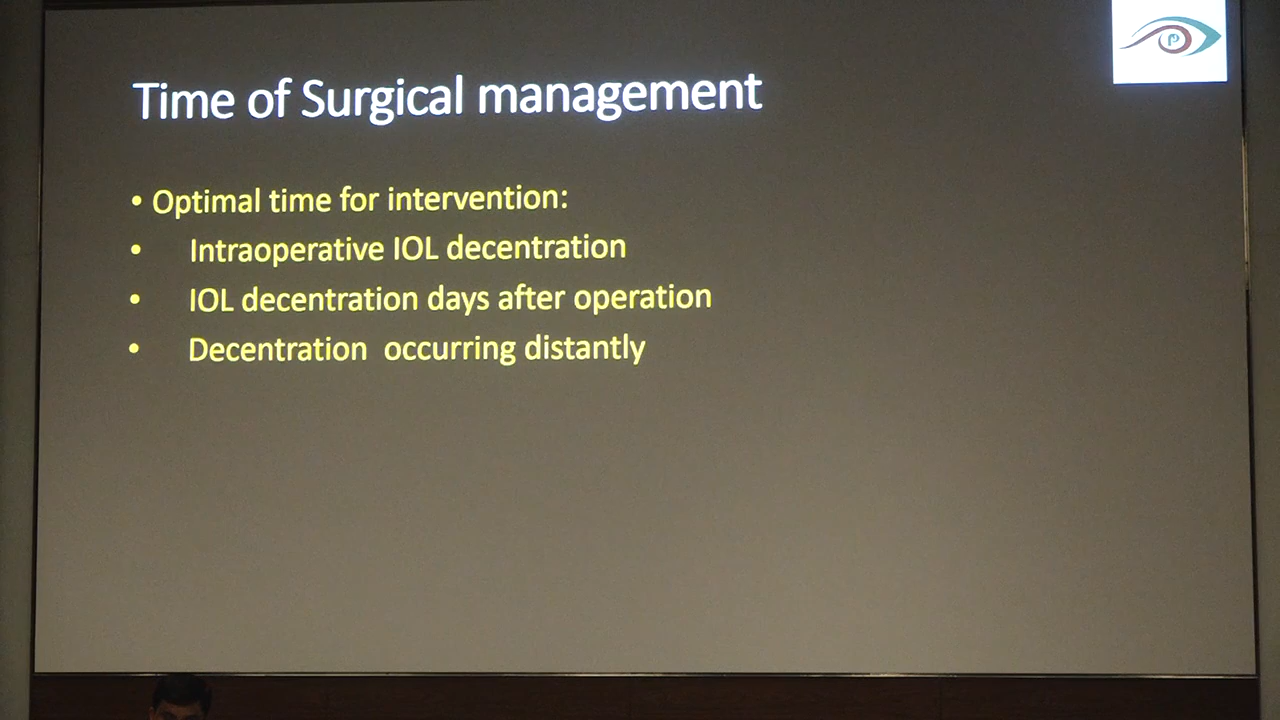 Time of Surgical management
• Optimal time for intervention:
• Intraoperative IOL decentration
• IOL decentration days after operation
• Decentration occurring distantly